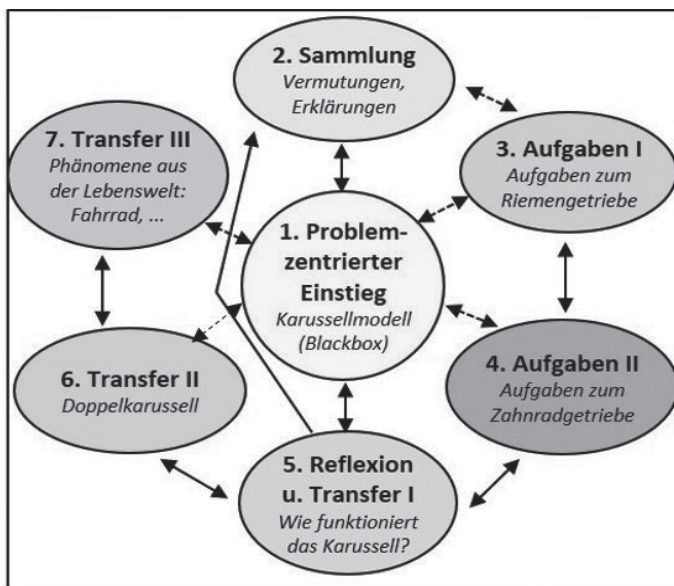 2. Sammlung
Vermutungen,
Erklärungen
7. Transfer III
Phänomene aus
der Lebenswelt:
Fahrrad, ...
3. Aufgaben I
Aufgaben zum
Riemengetriebe
1. Problem-
zentrierter
Einstieg
Karussellmodell
(Blackbox)
6. Transfer II
Doppelkarussell
4. Aufgaben II
Aufgaben zum
Zahnradgetriebe
5. Reflexion
u. Transfer I
Wie funktioniert
das Karussell?